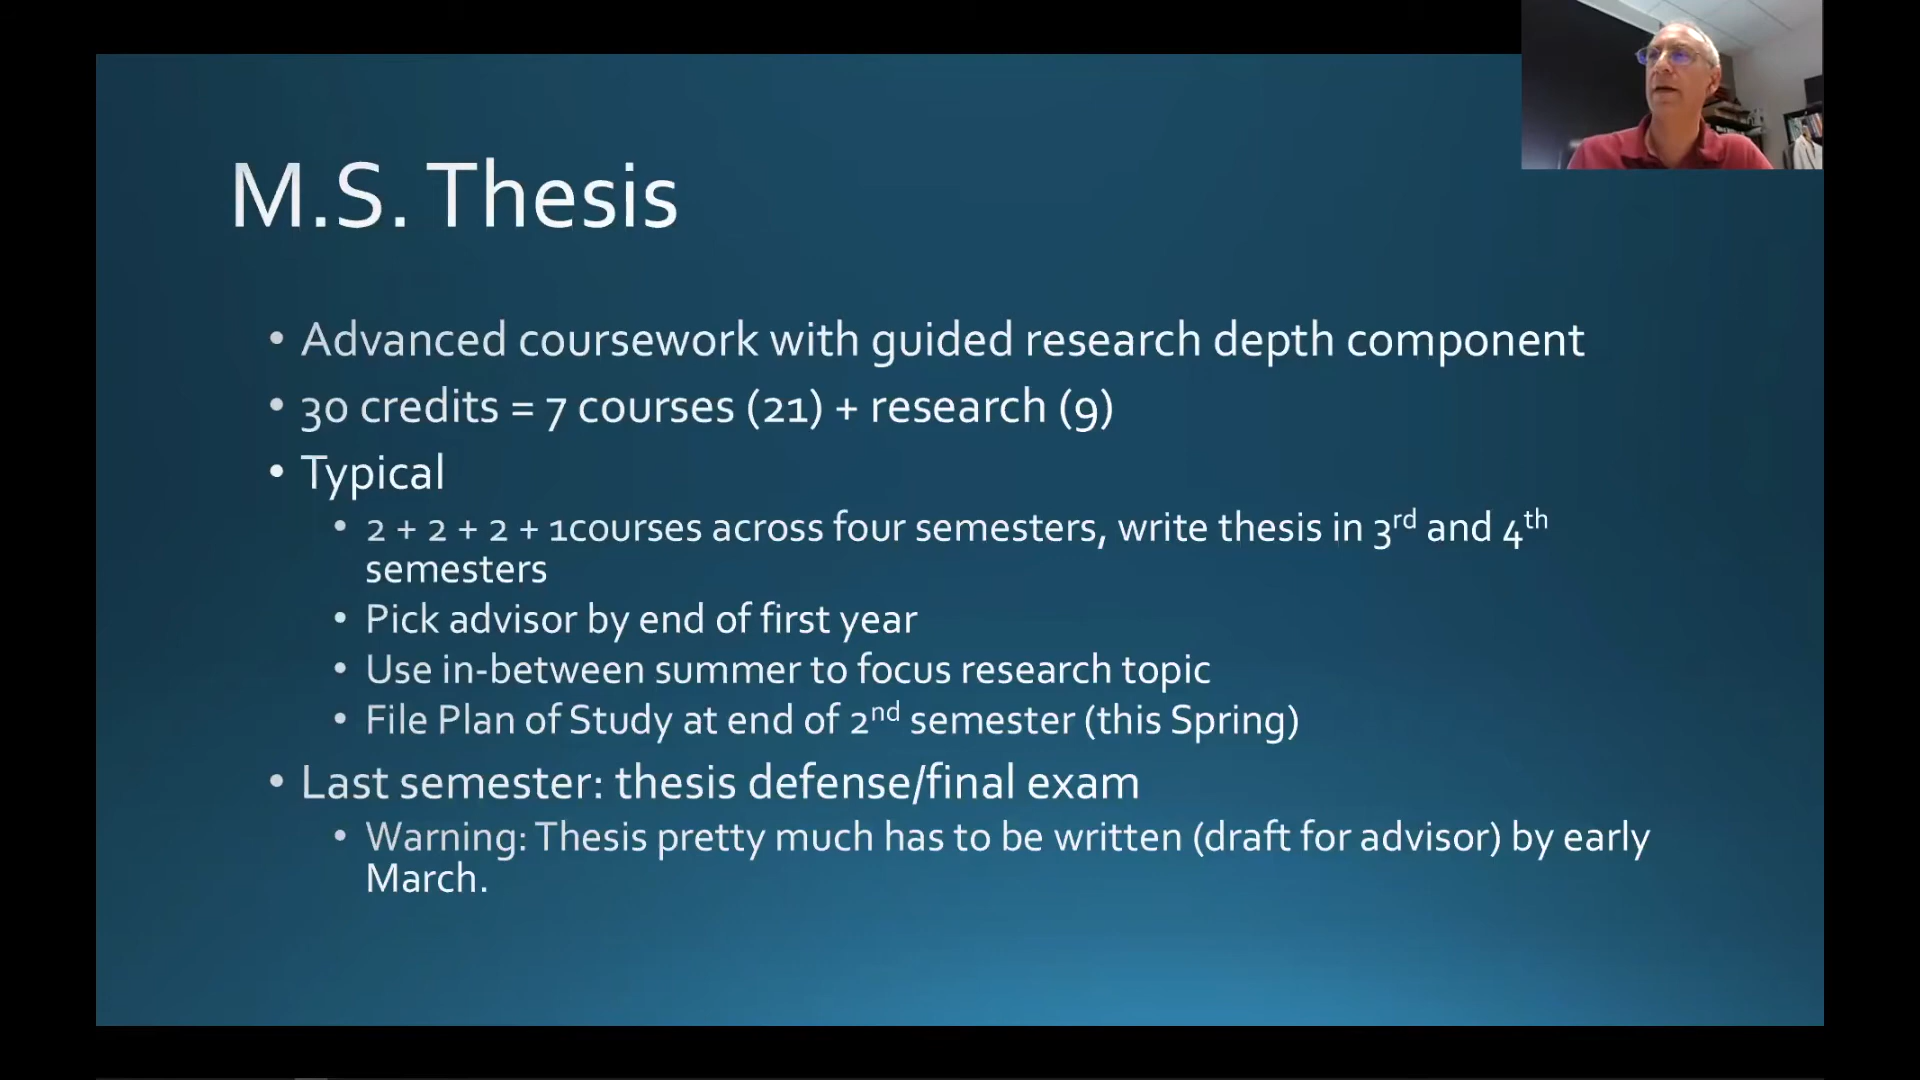 M.S. Thesis
• Advanced coursework with guided research depth component
• 30 credits = 7 courses (21) + research (9)
• Typical
• 2 + 2 + 2 + 1courses across four semesters, write thesis in 3rd and 4th
semesters
• Pick advisor by end of first year
• Use in-between summer to focus research topic
• File Plan of Study at end of 2nd semester (this Spring)
• Last semester: thesis defense/final exam
• Warning: Thesis pretty much has to be written (draft for advisor) by early
March.